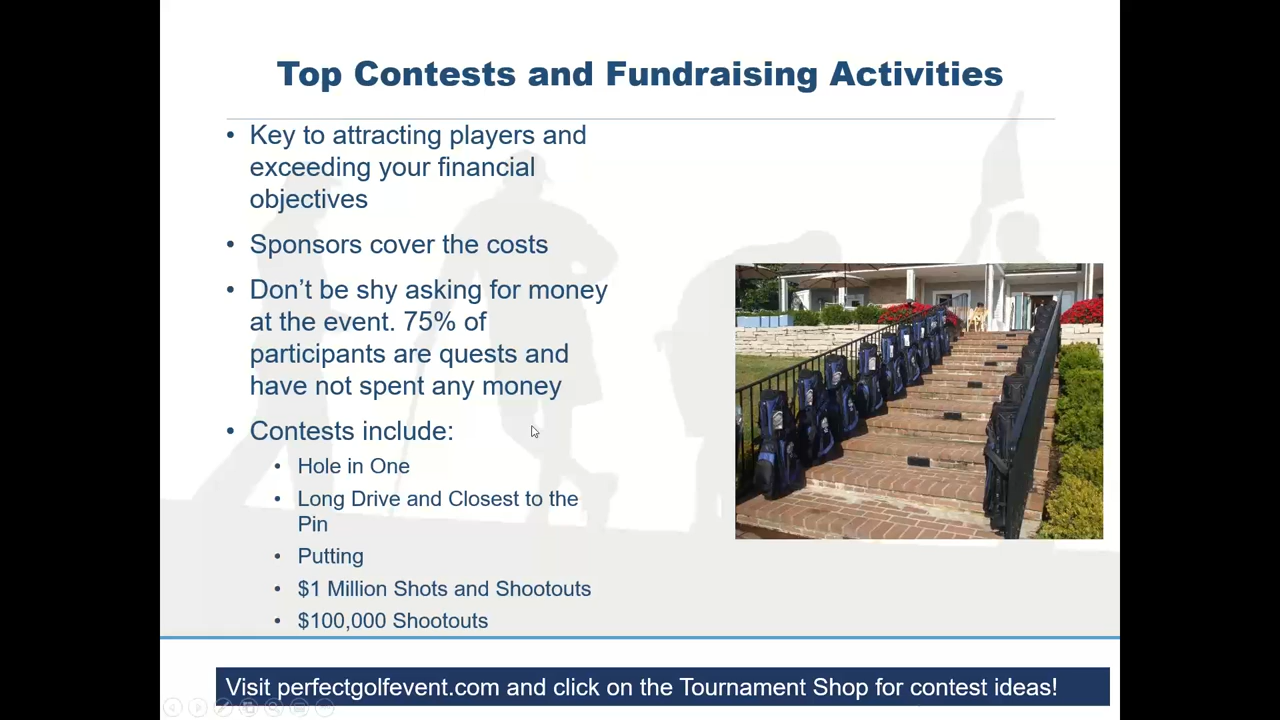 Top Contests and Fundraising Activities
• Key to attracting players and
exceeding your financial
objectives
• Sponsors cover the costs
• Don’t be shy asking for money
at the event. 75% of
participants are quests and
have not spent any money
• Contests include:
• Hole in One
• Long Drive and Closest to the
Pin
• Putting
• $1 Million Shots and Shootouts
• $100,000 Shootouts
Visit perfectgolfevent.com and click on the Tournament Shop for contest ideas!